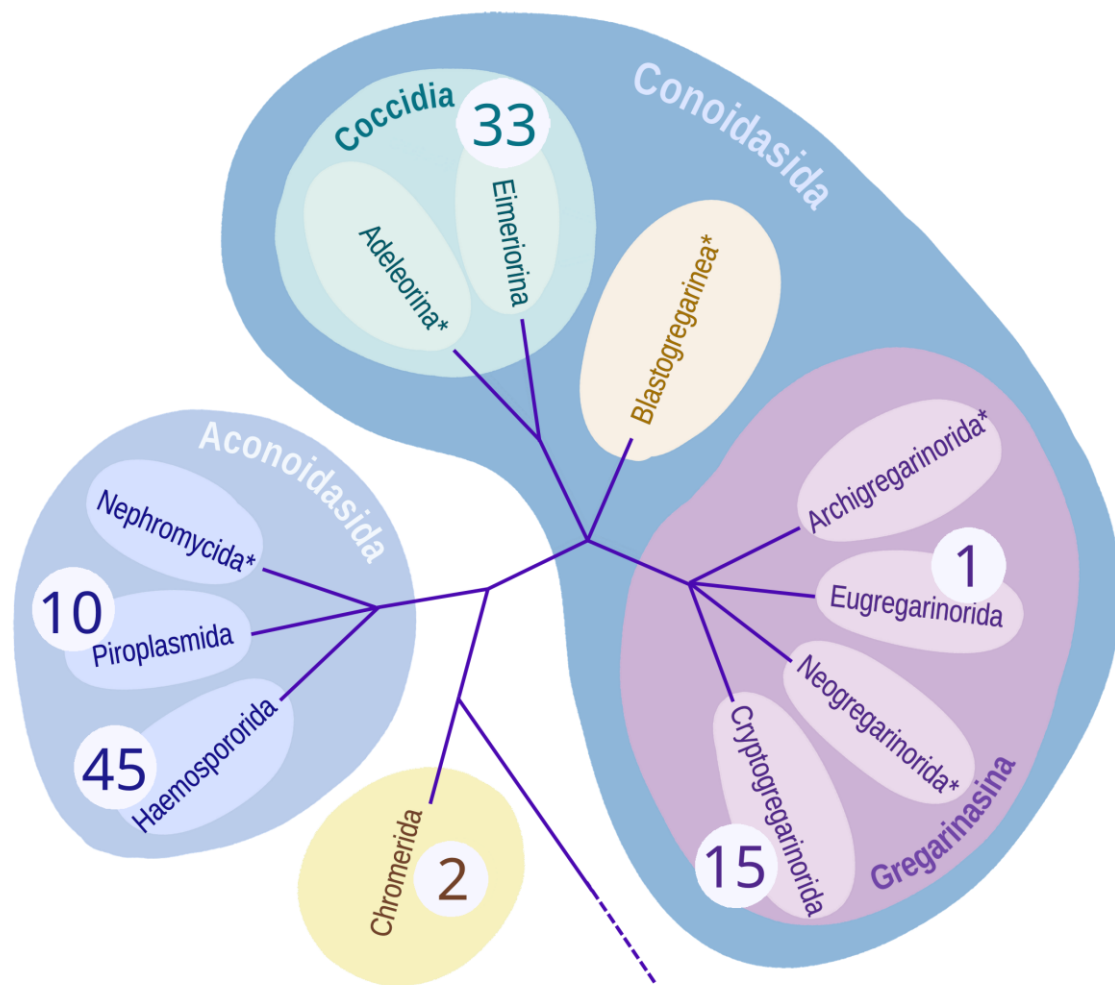 Conoidasida
Coccidia
33
Adeleorina*
Eimeriorina
Blastogregarinea*
Aconoidasida
Nephromycida*
10
Piroplasmida
45
Haemospororida
Archigregarinorida*
1
Eugregarinorida
Neogregarinorida*
Cryptogregarinorida
15
Gregarinasina
Chromerida
2